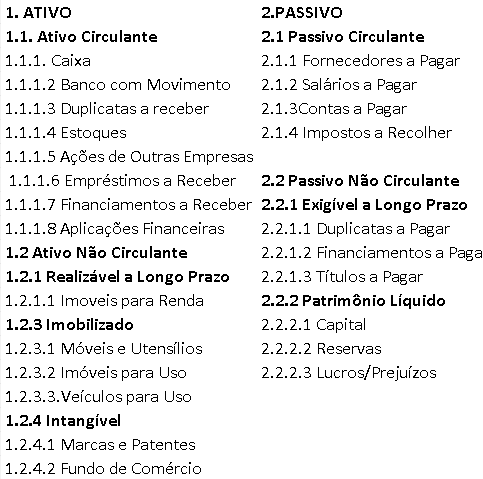 1. ATIVO
1.1. Ativo Circulante
1.1.1. Caixa
1.1.1.2 Banco com Movimento
1.1.1.3 Duplicatas a receber
1.1.1.4 Estoques
1.1.1.5 Ações de Outras Empresas
1.1.1.6 Empréstimos a Receber
1.1.1.7 Financiamentos a Receber
1.1.1.8 Aplicações Financeiras
1.2 Ativo Não Circulante
1.2.1 Realizável a Longo Prazo
1.2.1.1 Imoveis para Renda
1.2.3 Imobilizado
1.2.3.1 Móveis e Utensílios
1.2.3.2 Imóveis para Uso
1.2.3.3.Veículos para Uso
1.2.4 Intangível
1.2.4.1 Marcas e Patentes
1.2.4.2 Fundo de Comércio
2.PASSIVO
2.1 Passivo Circulante
2.1.1 Fornecedores a Pagar
2.1.2 Salários a Pagar
2.1.3Contas a Pagar
2.1.4 Impostos a Recolher
2.2 Passivo Não Circulante
2.2.1 Exigível a Longo Prazo
2.2.1.1 Duplicatas a Pagar
2.2.1.2 Financiamentos a Paga
2.2.1.3 Títulos a Pagar
2.2.2 Patrimônio Líquido
2.2.2.1 Capital
2.2.2.2 Reservas
2.2.2.3 Lucros/Prejuízos